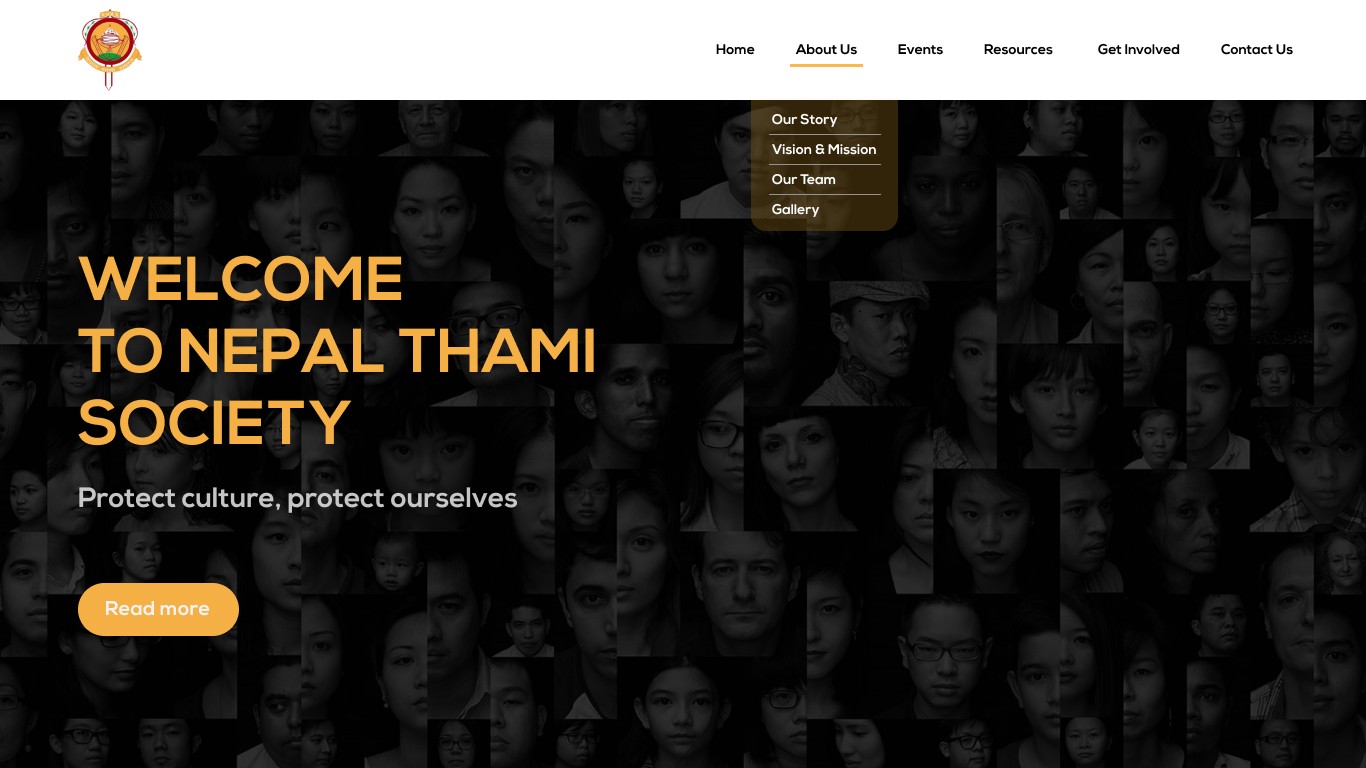 Home
About Us
Events
Resources
Get Involved
Contact Us
Our Story
Vision & Mission
Our Team
Gallery
WELCOME
TO NEPAL THAMI
SOCIETY
Protect culture, protect ourselves
Read more